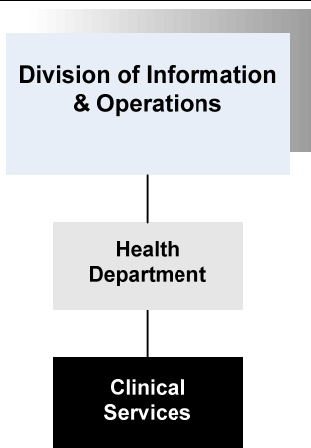 Division of Information
& Operations
Health
Department
Clinical
Services